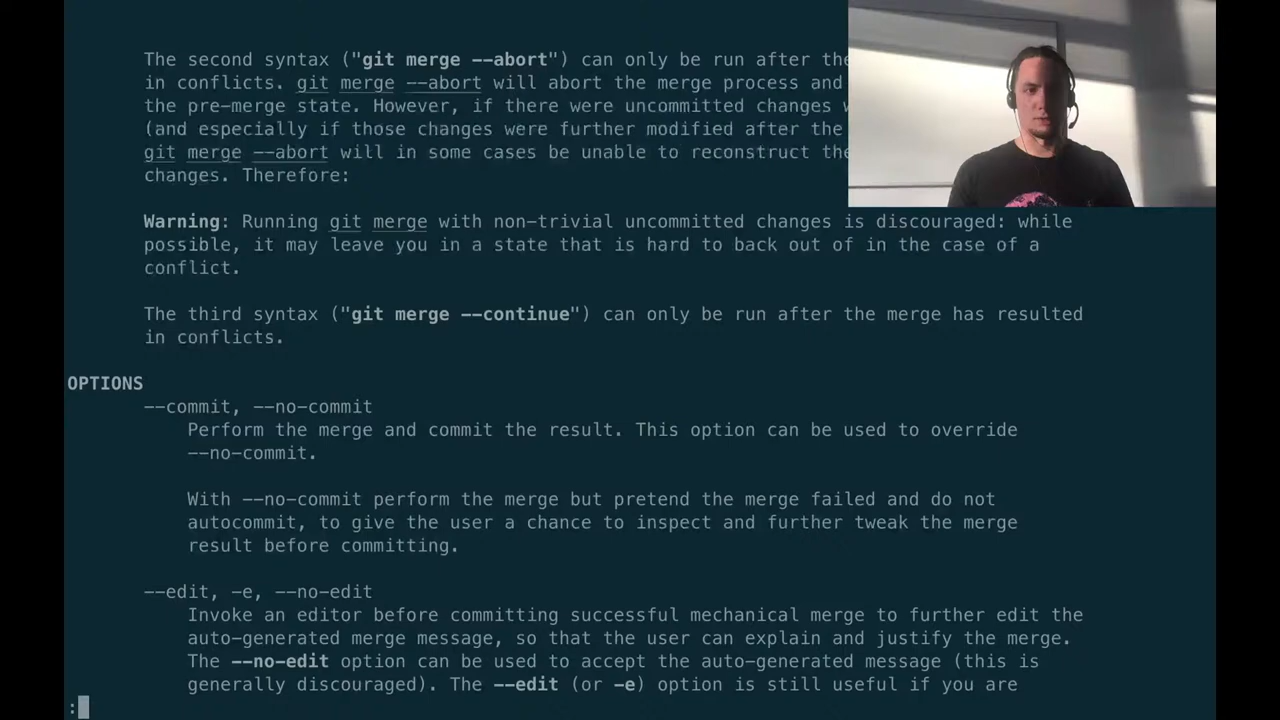 The second syntax ("git merge --abort") can only be run after the
in conflicts. git merge --abort will abort the merge process and
the pre-merge state. However, if there were uncommitted changes
(and especially if those changes were further modified after the
git merge --abort will in some cases be unable to reconstruct the
changes. Therefore:
Warning: Running git merge with non-trivial uncommitted changes is discouraged: while
possible, it may leave you in a state that is hard to back out of in the case of a
conflict.
The third syntax ("git merge --continue") can only be run after the merge has resulted
in conflicts.
OPTIONS
--commit, --no-commit
Perform the merge and commit the result. This option can be used to override
--no-commit.
With --no-commit perform the merge but pretend the merge failed and do not
autocommit, to give the user a chance to inspect and further tweak the merge
result before committing.
--edit, -e, --no-edit
Invoke an editor before committing successful mechanical merge to further edit the
auto-generated merge message, so that the user can explain and justify the merge.
The --no-edit option can be used to accept the auto-generated message (this is
generally discouraged). The --edit (or -e) option is still useful if you are
: